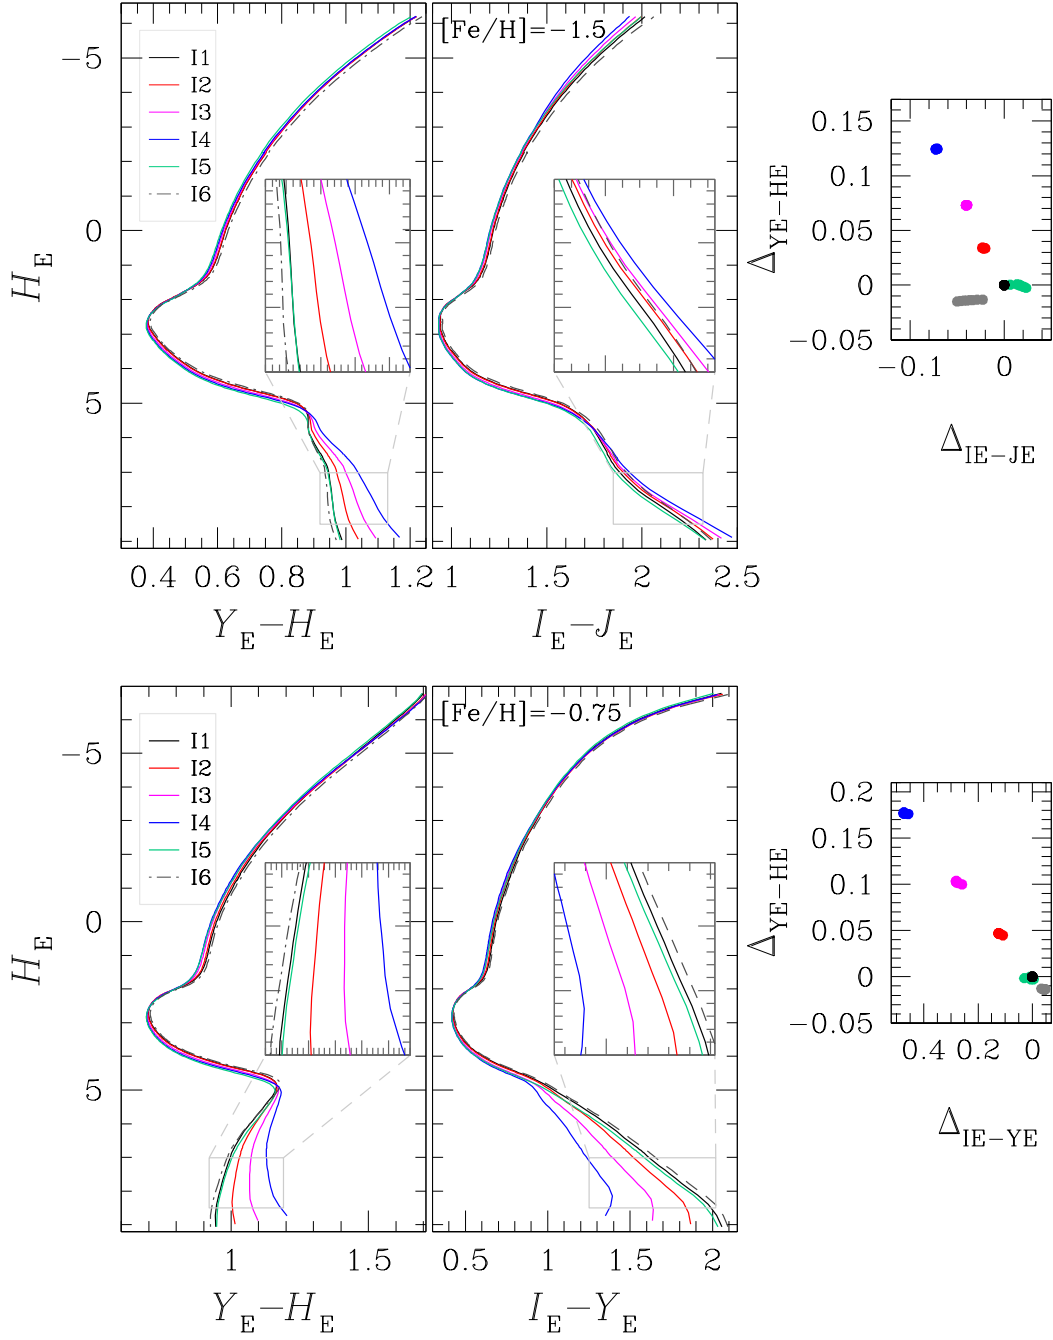 [Fe/H]=−1.5
I1
I2
I3
I4
I5
I6
−5
0
5
H_E
0.4 0.6 0.8 1 1.2
Y_E−H_E
1 1.5 2 2.5
I_E−J_E
0.15
0.1
0.05
0
−0.05
Δ_YE−HE
−0.1 0
Δ_IE−JE
[Fe/H]=−0.75
I1
I2
I3
I4
I5
I6
−5
0
5
H_E
1 1.5
Y_E−H_E
0.5 1 1.5 2
I_E−Y_E
0.2
0.15
0.1
0.05
0
−0.05
Δ_YE−HE
0.4 0.2 0
Δ_IE−YE